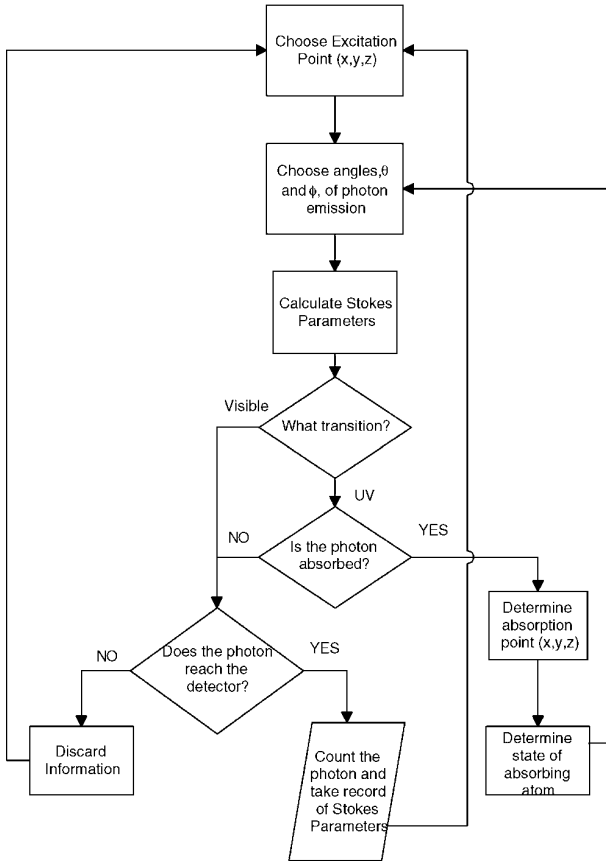 Choose Excitation
Point (x,y,z)
Choose angles,θ
and ϕ, of photon
emission
Calculate Stokes
Parameters
Visible
What transition?
UV
NO
Is the photon
absorbed?
YES
Determine
absorption
point (x,y,z)
NO
Does the photon
reach the
detector?
YES
Discard
Information
Count the
photon and
take record
of Stokes
Parameters
Determine
state of
absorbing
atom